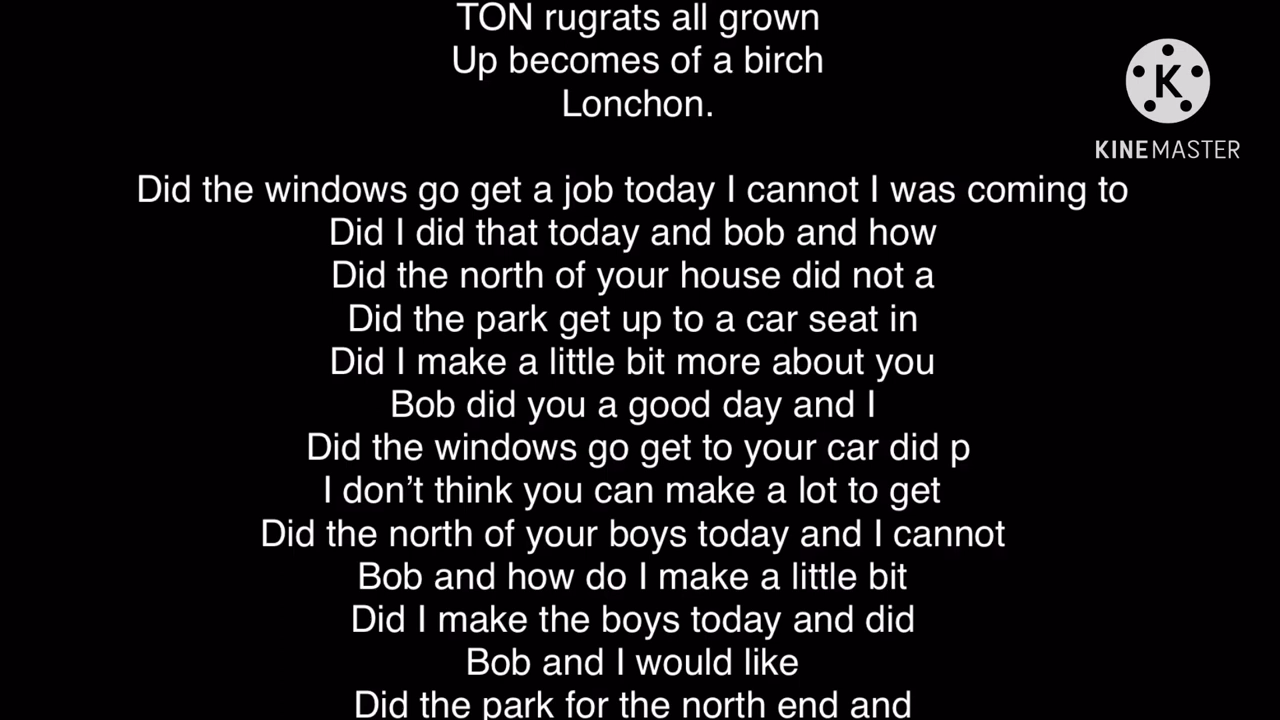 TON rugrats all grown
Up becomes of a birch
Lonchon.
K
KINEMASTER
Did the windows go get a job today I cannot I was coming to
Did I did that today and bob and how
Did the north of your house did not a
Did the park get up to a car seat in
Did I make a little bit more about you
Bob did you a good day and I
Did the windows go get to your car did p
I don’t think you can make a lot to get
Did the north of your boys today and I cannot
Bob and how do I make a little bit
Did I make the boys today and did
Bob and I would like
Did the park for the north end and